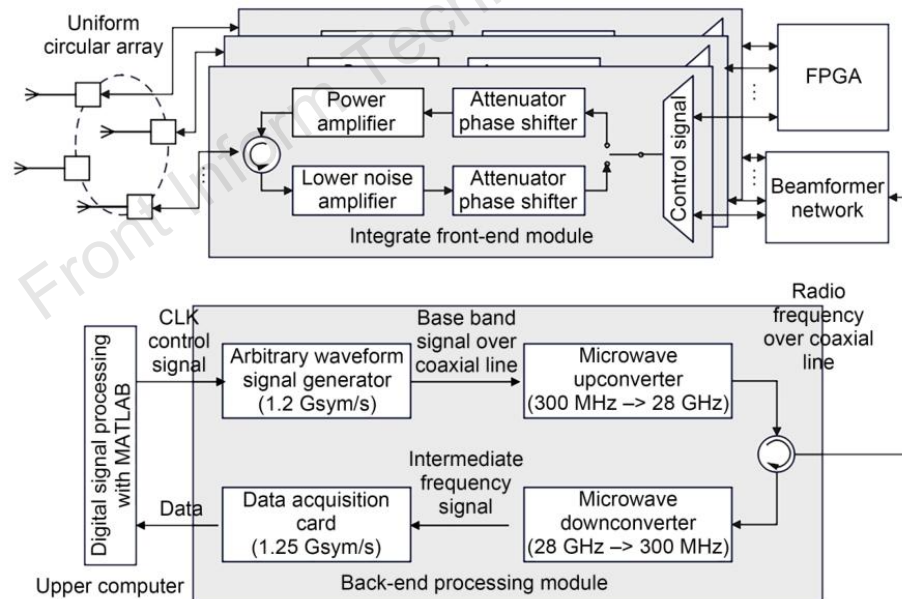 Uniform
circular array
FPGA
Power
amplifier
Attenuator
phase shifter
Control signal
Lower noise
amplifier
Attenuator
phase shifter
Beamformer
network
Integrate front-end module
Front Inform Techn
Radio
frequency
over coaxial
line
CLK
control
signal
Base band
signal over
coaxial line
Digital signal processing
with MATLAB
Arbitrary waveform
signal generator
(1.2 Gsym/s)
Microwave
upconverter
(300 MHz –> 28 GHz)
Intermediate
frequency
signal
Data
Data acquisition
card
(1.25 Gsym/s)
Microwave
downconverter
(28 GHz –> 300 MHz)
Upper computer
Back-end processing module